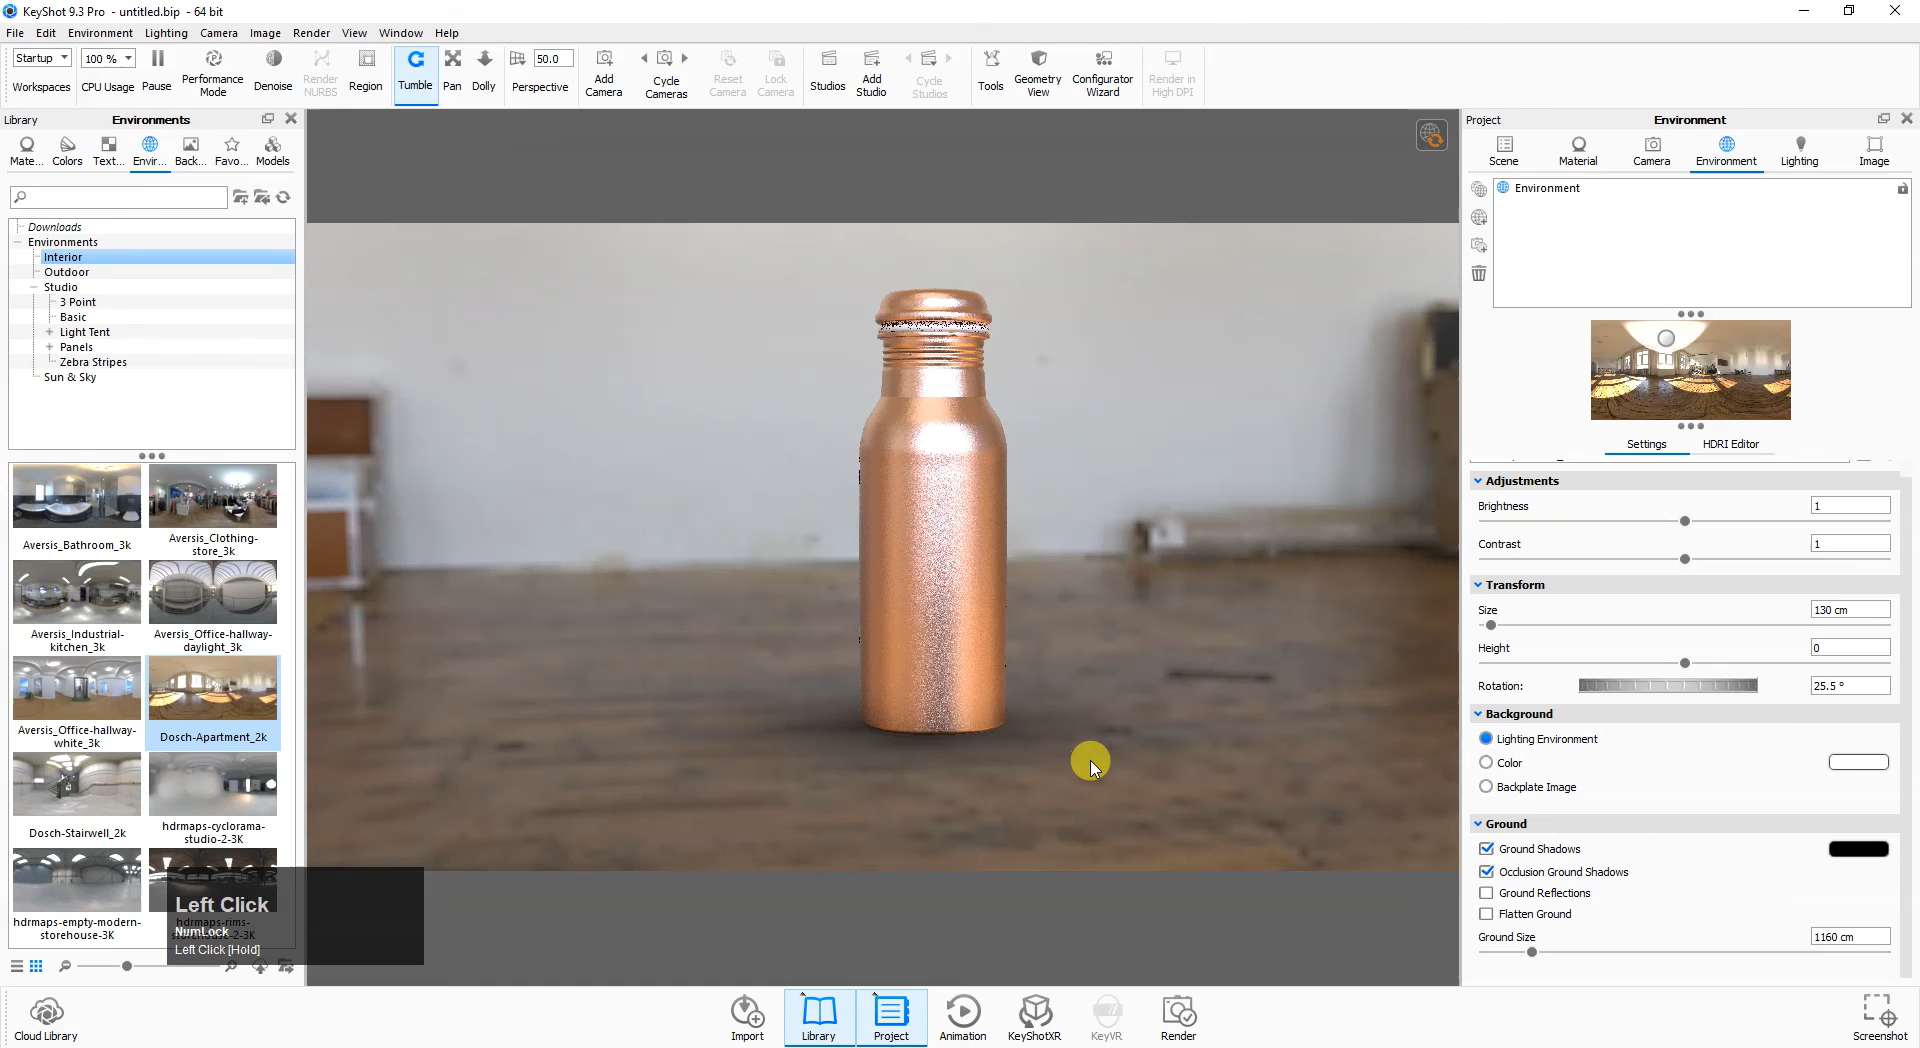 KeyShot 9.3 Pro - untitled.bip - 64 bit
File Edit Environment Lighting Camera Image Render View Window Help
Startup
Workspaces
100 %
CPU Usage
Pause
Performance
Mode
Denoise
Render
NURBS
Region
Tumble
Pan
Dolly
50.0
Perspective
Add
Camera
Cycle
Cameras
Reset
Camera
Lock
Camera
Studios
Add
Studio
Cycle
Studios
Tools
Geometry
View
Configurator
Wizard
Render in
High DPI
Library
Environments
Mate... Colors Text... Envir... Back... Favo... Models
Downloads
Environments
Interior
Outdoor
Studio
3 Point
Basic
Light Tent
Panels
Zebra Stripes
Sun & Sky
Aversis_Bathroom_3k
Aversis_Clothing-
store_3k
Aversis_Industrial-
kitchen_3k
Aversis_Office-hallway-
daylight_3k
Aversis_Office-hallway-
white_3k
Dosch-Apartment_2k
Dosch-Stairwell_2k
hdrmaps-cyclorama-
studio-2-3K
hdrmaps-empty-modern-
storehouse-3K
hdrmaps-rims-
storehouse-2-3K
Left Click
NumLock
Left Click [Hold]
Project
Environment
Scene Material Camera Environment Lighting Image
Environment
Settings HDRI Editor
Adjustments
Brightness 1
Contrast 1
Transform
Size 130 cm
Height 0
Rotation: 25.5 °
Background
Lighting Environment
Color
Backplate Image
Ground
Ground Shadows
Occlusion Ground Shadows
Ground Reflections
Flatten Ground
Ground Size 1160 cm
Cloud Library
Import
Library
Project
Animation
KeyShotXR
KeyVR
Render
Screenshot